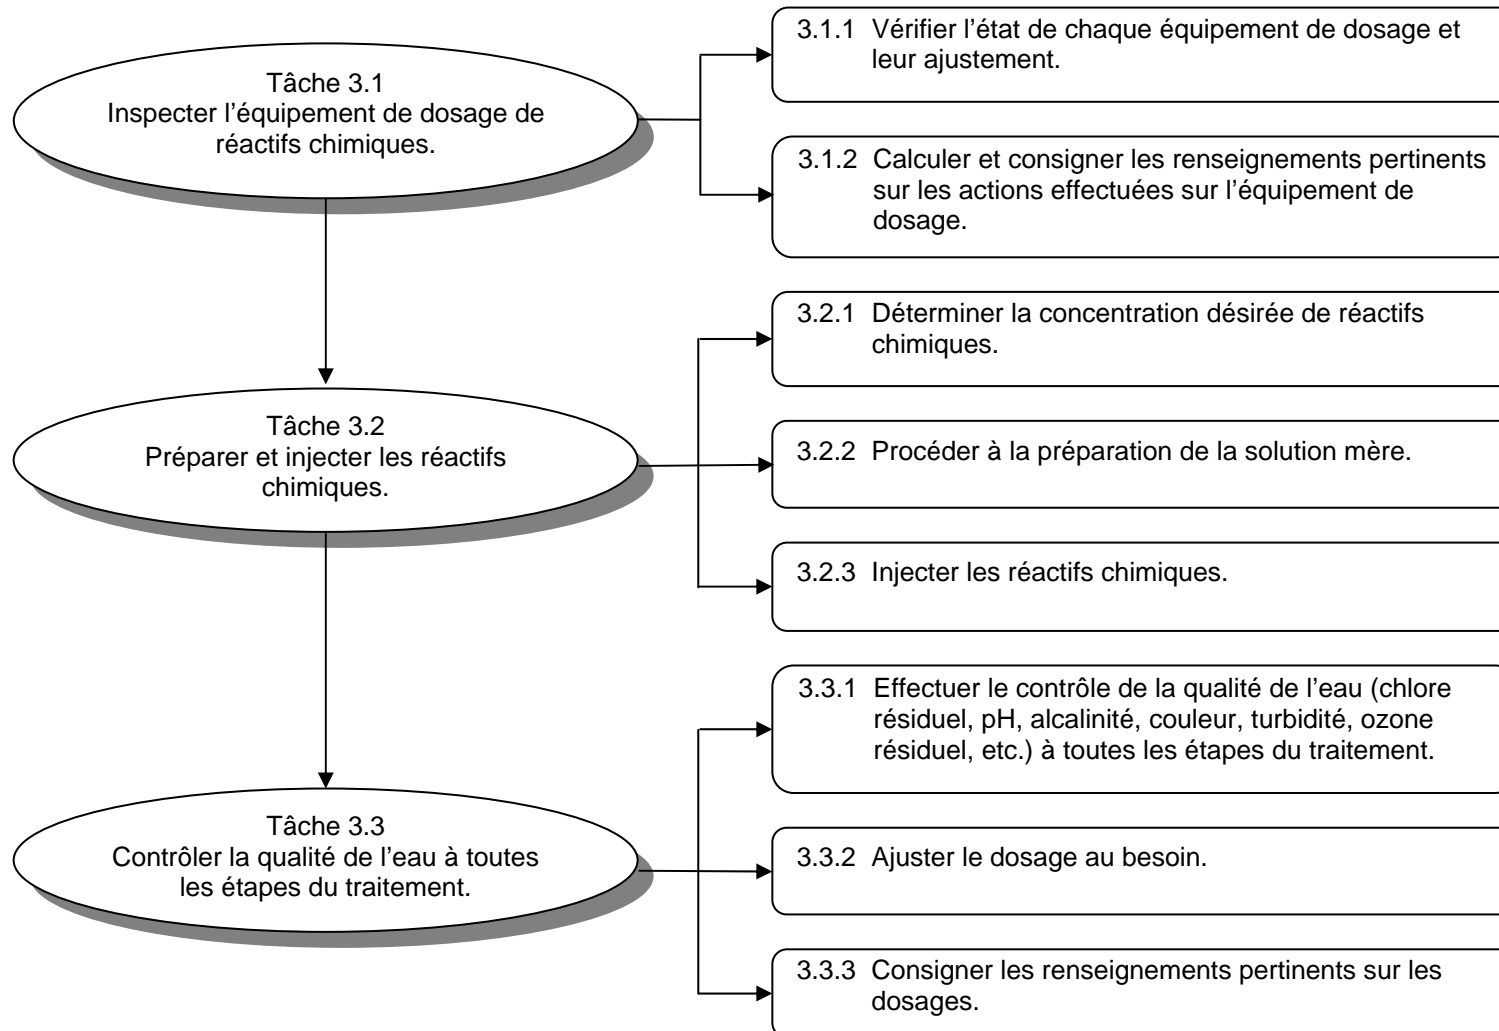 Tâche 3.1
Inspecter l’équipement de dosage de
réactifs chimiques.
3.1.1 Vérifier l’état de chaque équipement de dosage et
leur ajustement.
3.1.2 Calculer et consigner les renseignements pertinents
sur les actions effectuées sur l’équipement de
dosage.
Tâche 3.2
Préparer et injecter les réactifs
chimiques.
3.2.1 Déterminer la concentration désirée de réactifs
chimiques.
3.2.2 Procéder à la préparation de la solution mère.
3.2.3 Injecter les réactifs chimiques.
Tâche 3.3
Contrôler la qualité de l’eau à toutes
les étapes du traitement.
3.3.1 Effectuer le contrôle de la qualité de l’eau (chlore
résiduel, pH, alcalinité, couleur, turbidité, ozone
résiduel, etc.) à toutes les étapes du traitement.
3.3.2 Ajuster le dosage au besoin.
3.3.3 Consigner les renseignements pertinents sur les
dosages.